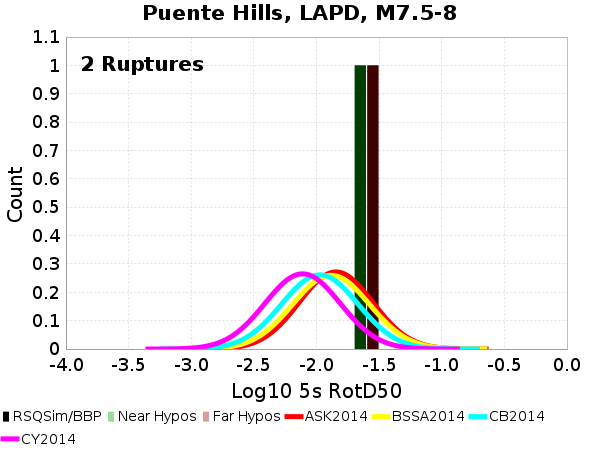 Puente Hills, LAPD, M7.5-8
2 Ruptures
1.1
1
0.9
0.8
0.7
0.6
0.5
0.4
0.3
0.2
0.1
0
Count
-4.0 -3.5 -3.0 -2.5 -2.0 -1.5 -1.0 -0.5 0.0
Log10 5s RotD50
RSQSim/BBP Near Hypos Far Hypos ASK2014 BSSA2014 CB2014
CY2014